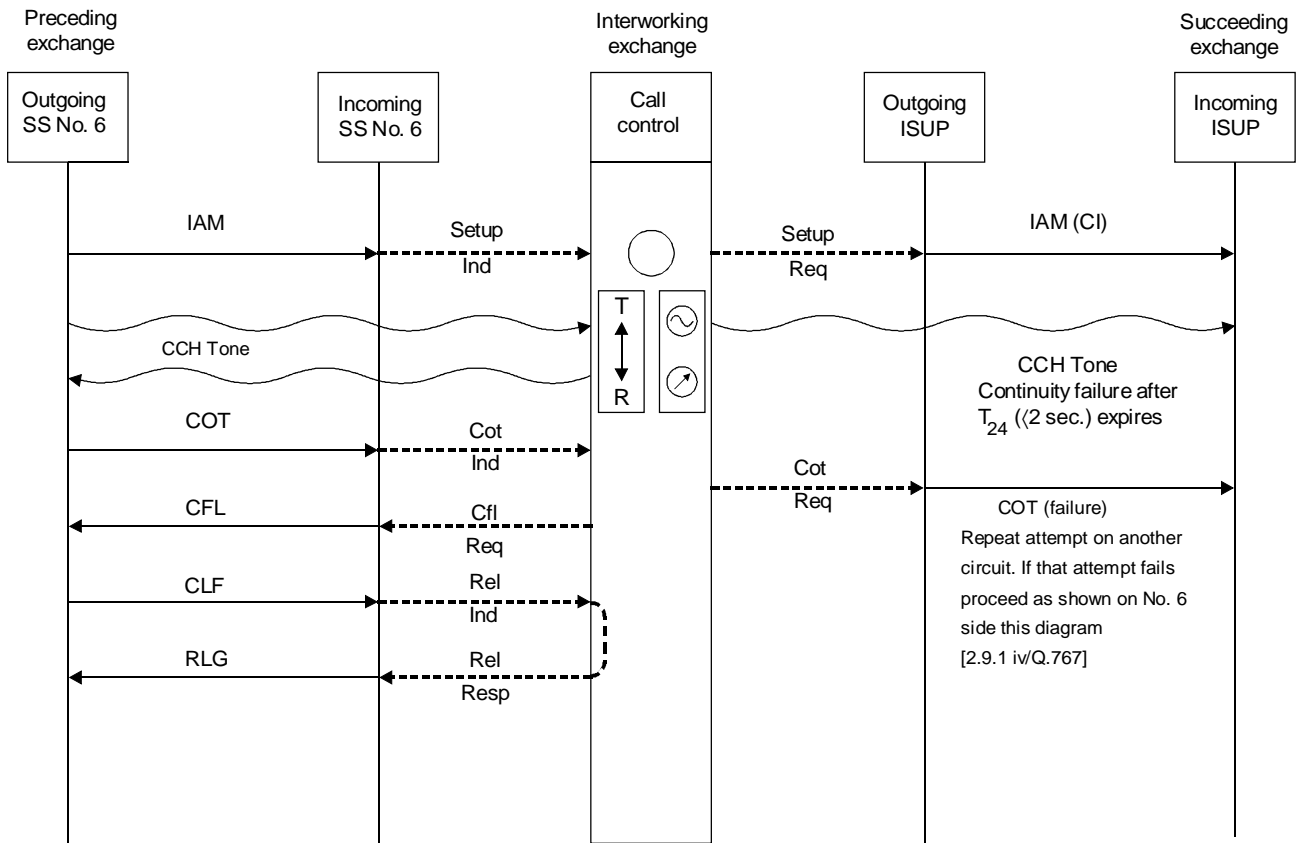 Preceding
exchange
Interworking
exchange
Succeeding
exchange
Outgoing
SS No. 6
Incoming
SS No. 6
Call
control
Outgoing
ISUP
Incoming
ISUP
IAM
Setup
Ind
Setup
Req
IAM (CI)
T
R
CCH Tone
CCH Tone
Continuity failure after
T24 (⟨2 sec.) expires
COT
Cot
Ind
Cot
Req
COT (failure)
Repeat attempt on another
circuit. If that attempt fails
proceed as shown on No. 6
side this diagram
[2.9.1 iv/Q.767]
CFL
Cfl
Req
CLF
Rel
Ind
RLG
Rel
Resp